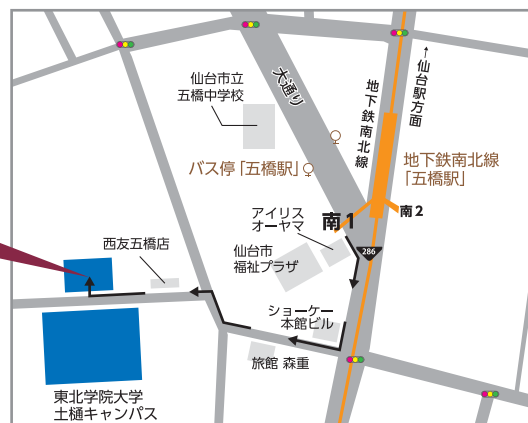 仙台市立
五橋中学校
大通り
地下鉄南北線
↑仙台駅方面
バス停「五橋駅」
地下鉄南北線
「五橋駅」
南1
南2
アイリス
オーヤマ
西友五橋店
仙台市
福祉プラザ
286
ショーケー
本館ビル
旅館 森重
東北学院大学
土樋キャンパス